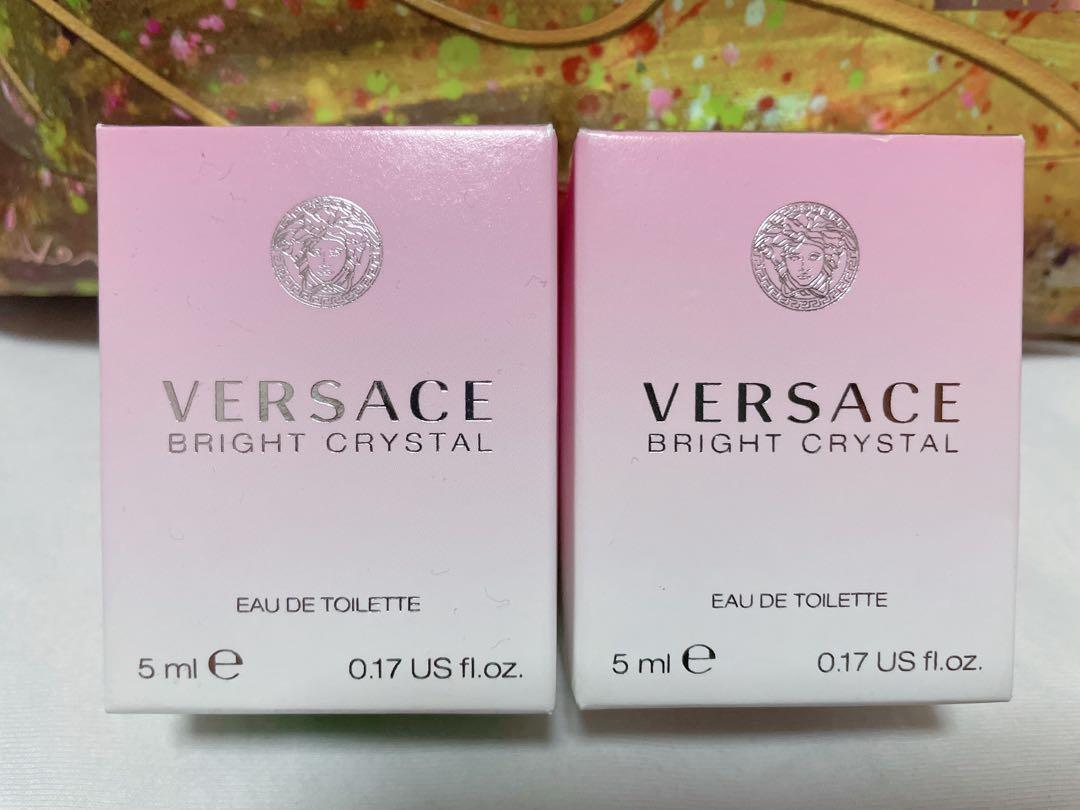 VERSACE
BRIGHT CRYSTAL
EAU DE TOILETTE
5 ml e 0.17 US fl.oz.
VERSACE
BRIGHT CRYSTAL
EAU DE TOILETTE
5 ml e 0.17 US fl.oz.